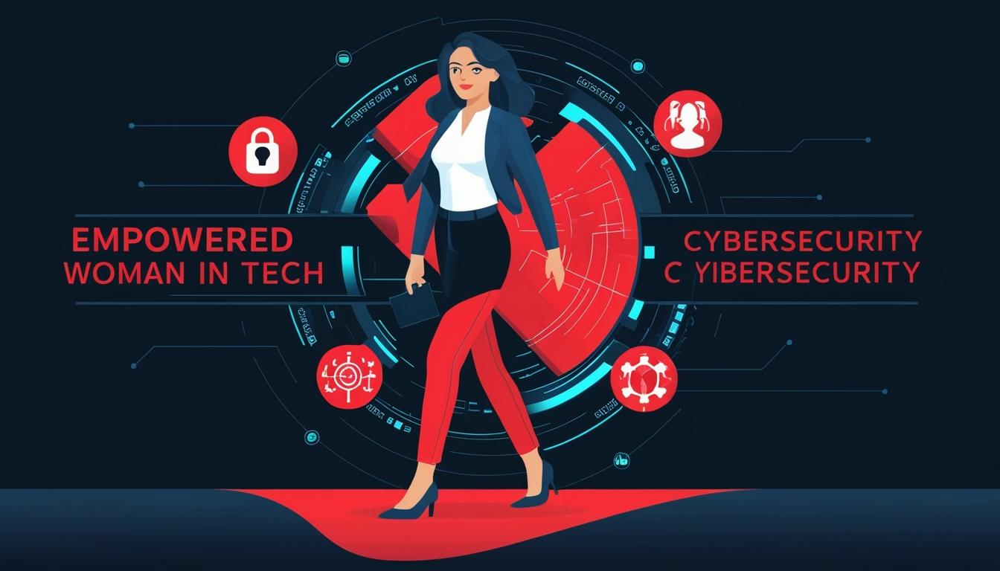 EMPOWERED
WOMAN IN TECH
CYBERSECURITY
C YIBERSECURITY